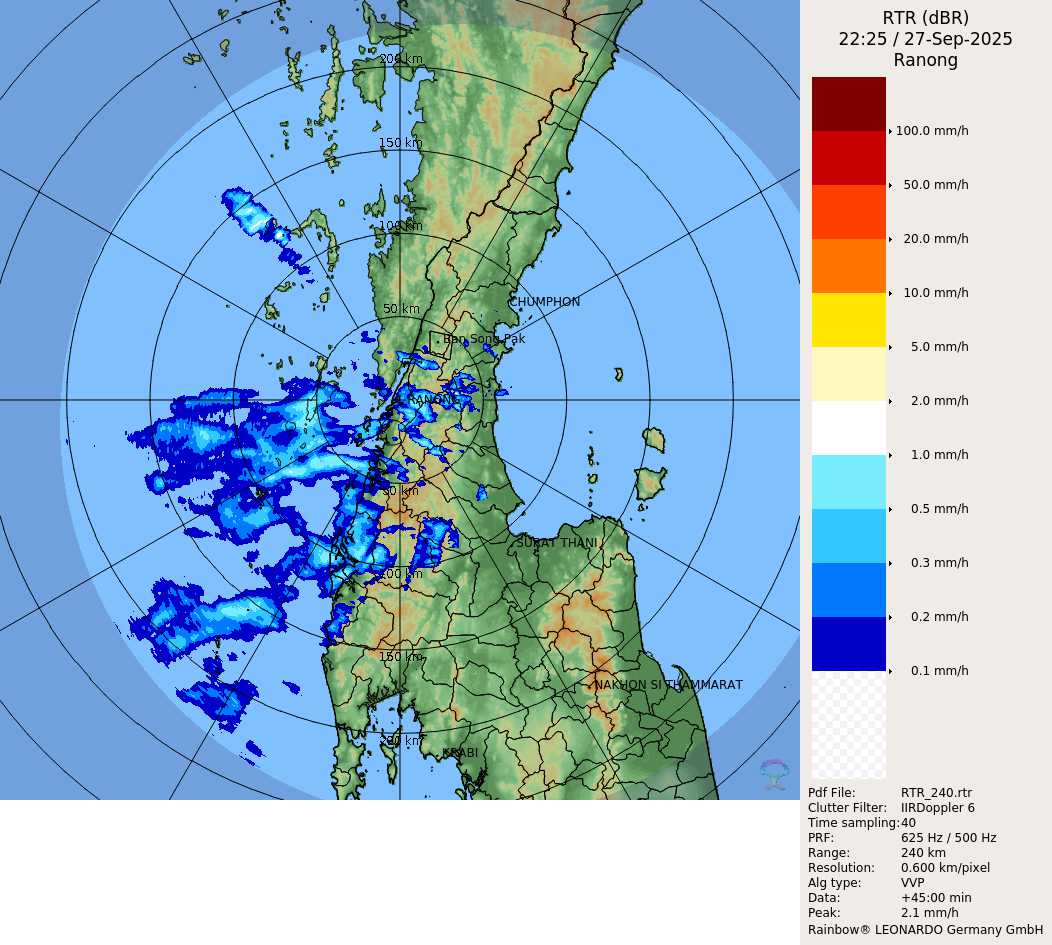 RTR (dBR)
22:25 / 27-Sep-2025
Ranong
100.0 mm/h
50.0 mm/h
20.0 mm/h
10.0 mm/h
5.0 mm/h
2.0 mm/h
1.0 mm/h
0.5 mm/h
0.3 mm/h
0.2 mm/h
0.1 mm/h
200 km
150 km
100 km
CHUMPHON
50 km
Ban Song Pak
RANONG
50 km
SURAT THANI
100 km
150 km
NAKHON SI THAMMARAT
200 km
KRABI
Pdf File: RTR_240.rtr
Clutter Filter: IIRDoppler 6
Time sampling:40
PRF: 625 Hz / 500 Hz
Range: 240 km
Resolution: 0.600 km/pixel
Alg type: VVP
Data: +45:00 min
Peak: 2.1 mm/h
Rainbow® LEONARDO Germany GmbH